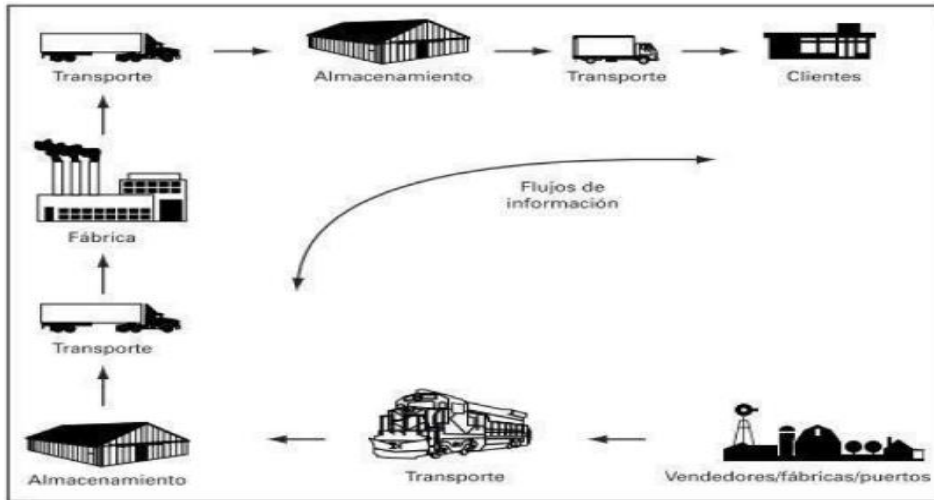 Transporte
Almacenamiento
Transporte
Clientes
Flujos de
información
Fábrica
Transporte
Almacenamiento
Transporte
Vendedores/fábricas/puertos